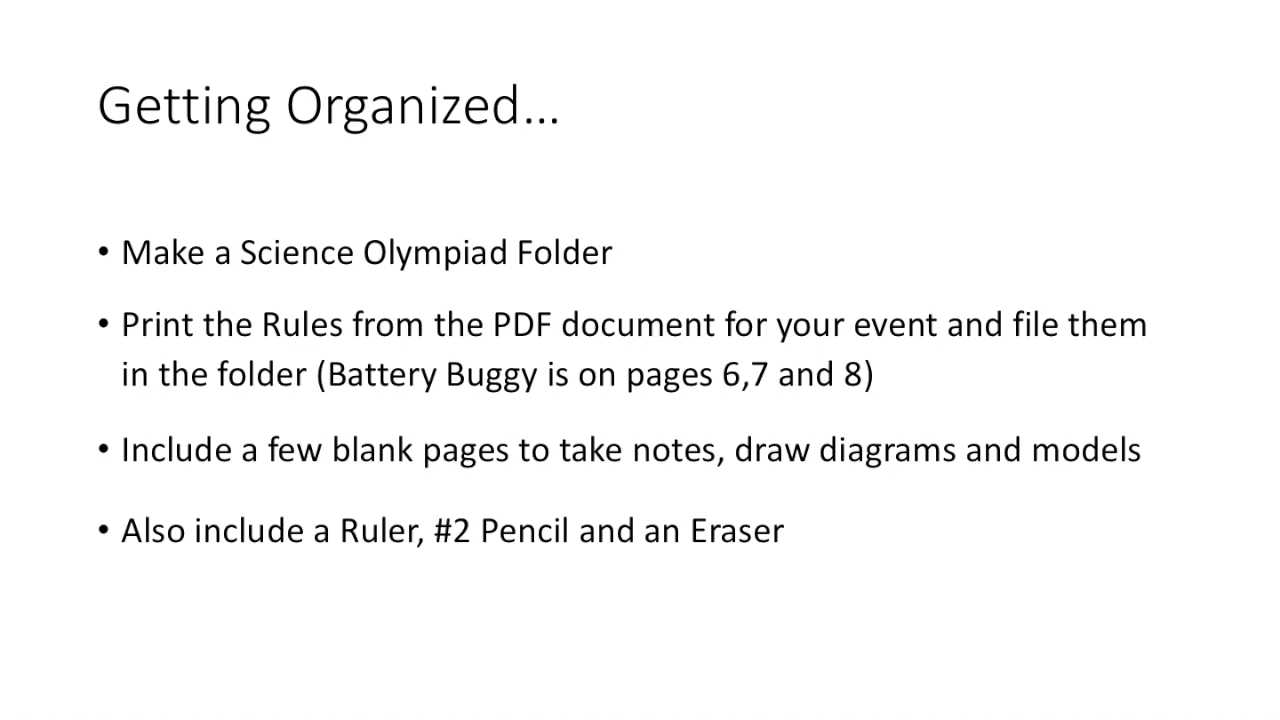 Getting Organized...
• Make a Science Olympiad Folder
• Print the Rules from the PDF document for your event and file them
in the folder (Battery Buggy is on pages 6,7 and 8)
• Include a few blank pages to take notes, draw diagrams and models
• Also include a Ruler, #2 Pencil and an Eraser